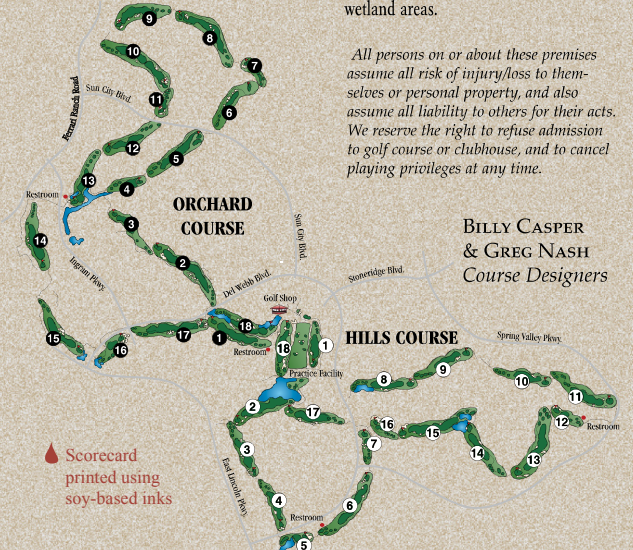 wetland areas.
All persons on or about these premises
assume all risk of injury/loss to them-
selves or personal property, and also
assume all liability to others for their acts.
We reserve the right to refuse admission
to golf course or clubhouse, and to cancel
playing privileges at any time.
9
8
10
7
Ferrari Ranch Road
Sun City Blvd.
11
6
12
5
13
4
Restroom
ORCHARD
COURSE
3
14
Sun City Blvd.
BILLY CASPER
& GREG NASH
Course Designers
2
Ingram Pkwy.
Del Webb Blvd.
Stoneridge Blvd.
Golf Shop
15
16
17
18
1
Restroom
18
1
HILLS COURSE
Spring Valley Pkwy.
Practice Facility
8
9
10
11
2
17
16
15
12
Restroom
3
7
14
13
Scorecard
printed using
soy-based inks
East Lincoln Pkwy.
4
6
Restroom
5